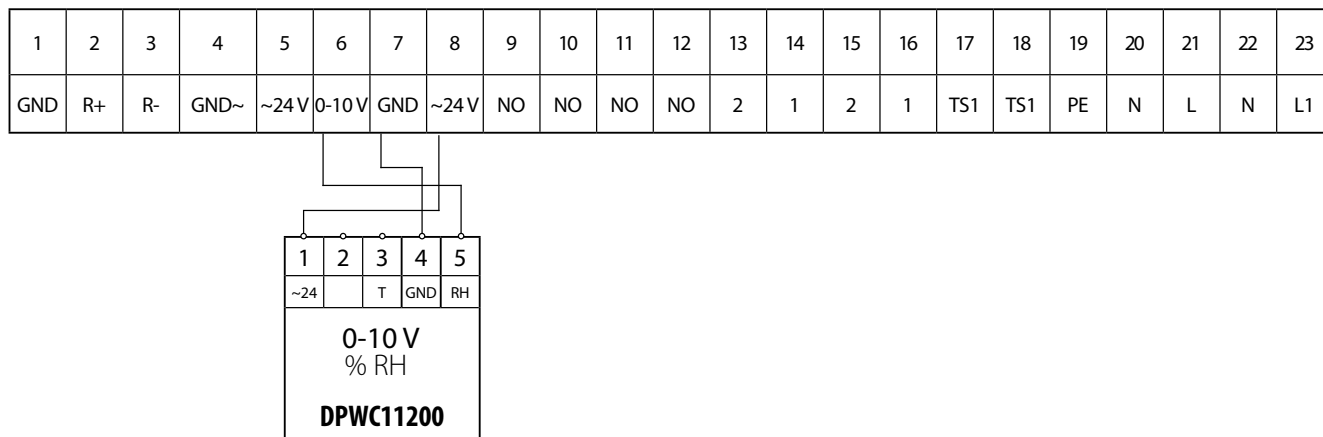 1 2 3 4 5 6 7 8 9 10 11 12 13 14 15 16 17 18 19 20 21 22 23
GND R+ R- GND~ ~24 V 0-10 V GND ~24 V NO NO NO NO 2 1 2 1 TS1 TS1 PE N L N L1
1 2 3 4 5
~24 T GND RH
0-10 V
% RH
DPWC11200